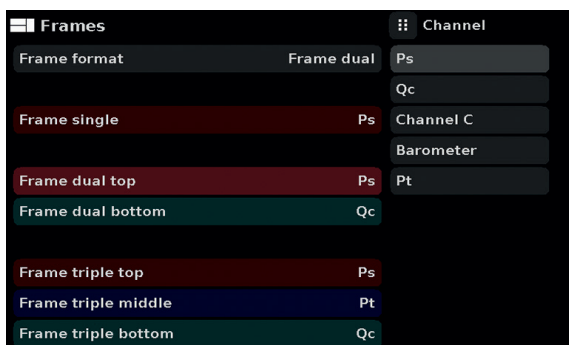 Frames
Frame format Frame dual
Frame single Ps
Frame dual top Ps
Frame dual bottom Qc
Frame triple top Ps
Frame triple middle Pt
Frame triple bottom Qc
Channel
Ps
Qc
Channel C
Barometer
Pt